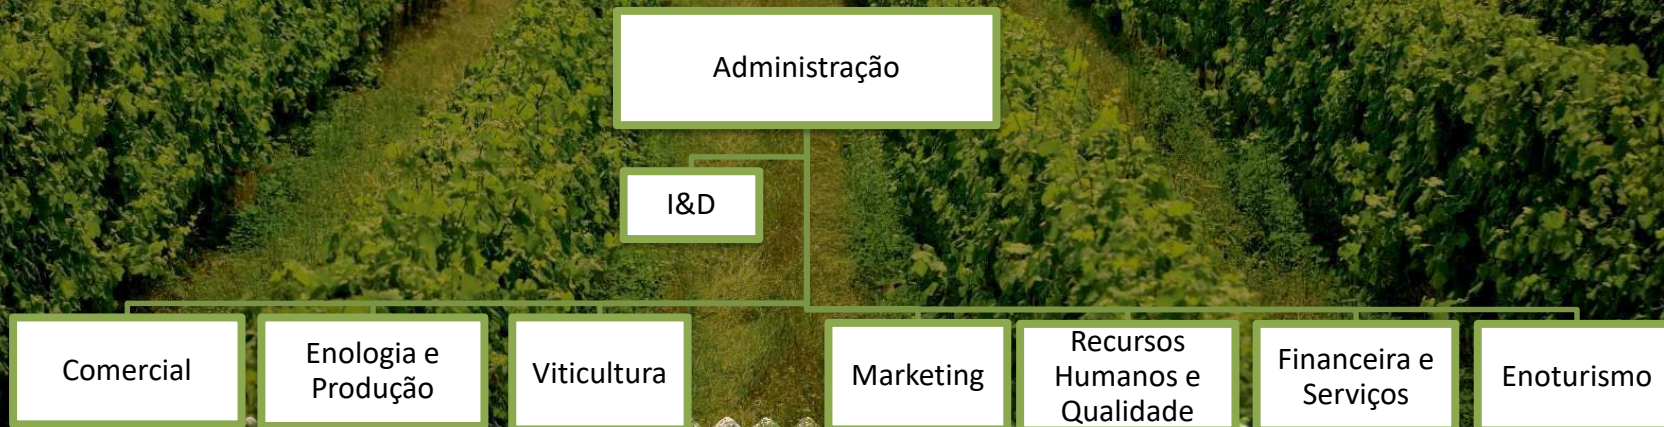 Administração
I&D
Comercial
Enologia e
Produção
Viticultura
Marketing
Recursos
Humanos e
Qualidade
Financeira e
Serviços
Enoturismo